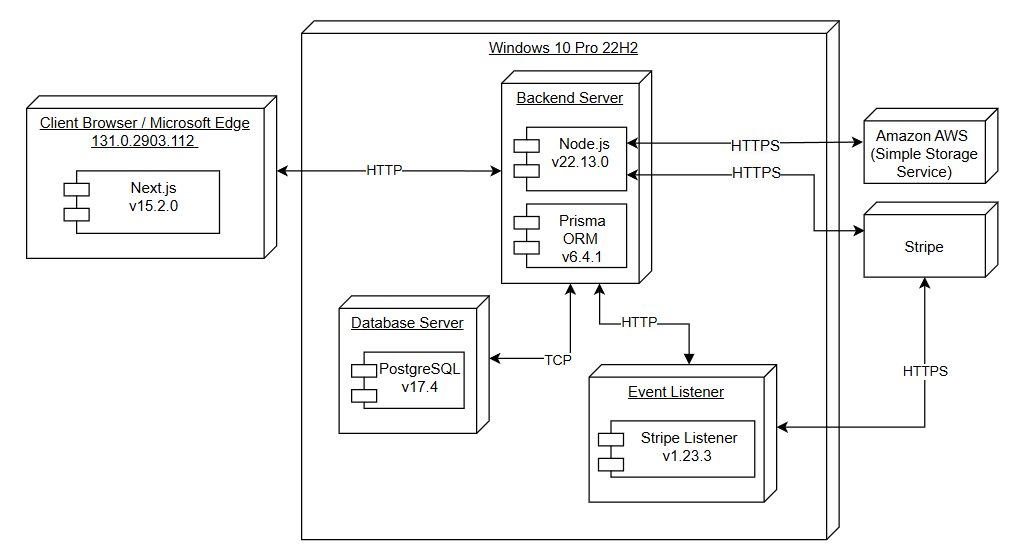 Windows 10 Pro 22H2
Client Browser / Microsoft Edge
131.0.2903.112
Next.js
v15.2.0
HTTP
Backend Server
Node.js
v22.13.0
Prisma
ORM
v6.4.1
HTTPS
HTTPS
Amazon AWS
(Simple Storage
Service)
Stripe
Database Server
PostgreSQL
v17.4
TCP
HTTP
Event Listener
Stripe Listener
v1.23.3
HTTPS